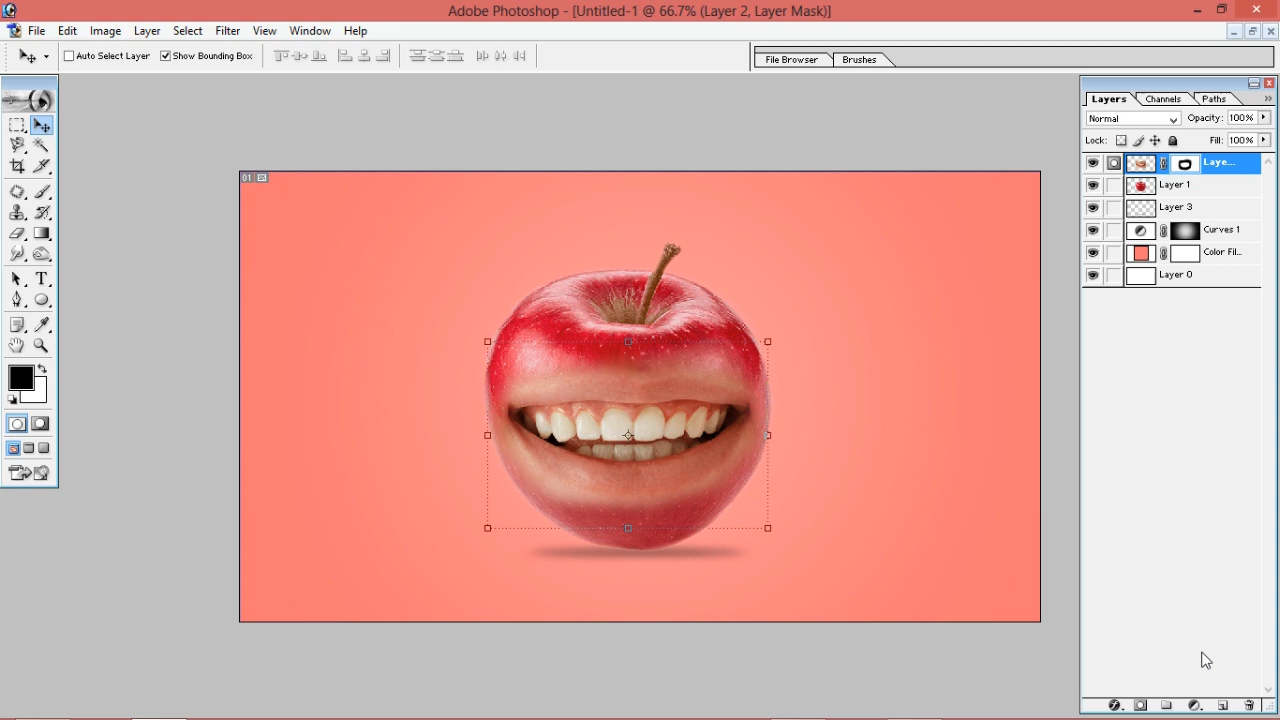 Adobe Photoshop - [Untitled-1 @ 66.7% (Layer 2, Layer Mask)]
File Edit Image Layer Select Filter View Window Help
Auto Select Layer Show Bounding Box
File Browser Brushes
Layers Channels Paths
Normal Opacity: 100%
Lock: Fill: 100%
Laye...
Layer 1
Layer 3
Curves 1
Color Fil...
Layer 0
01
T